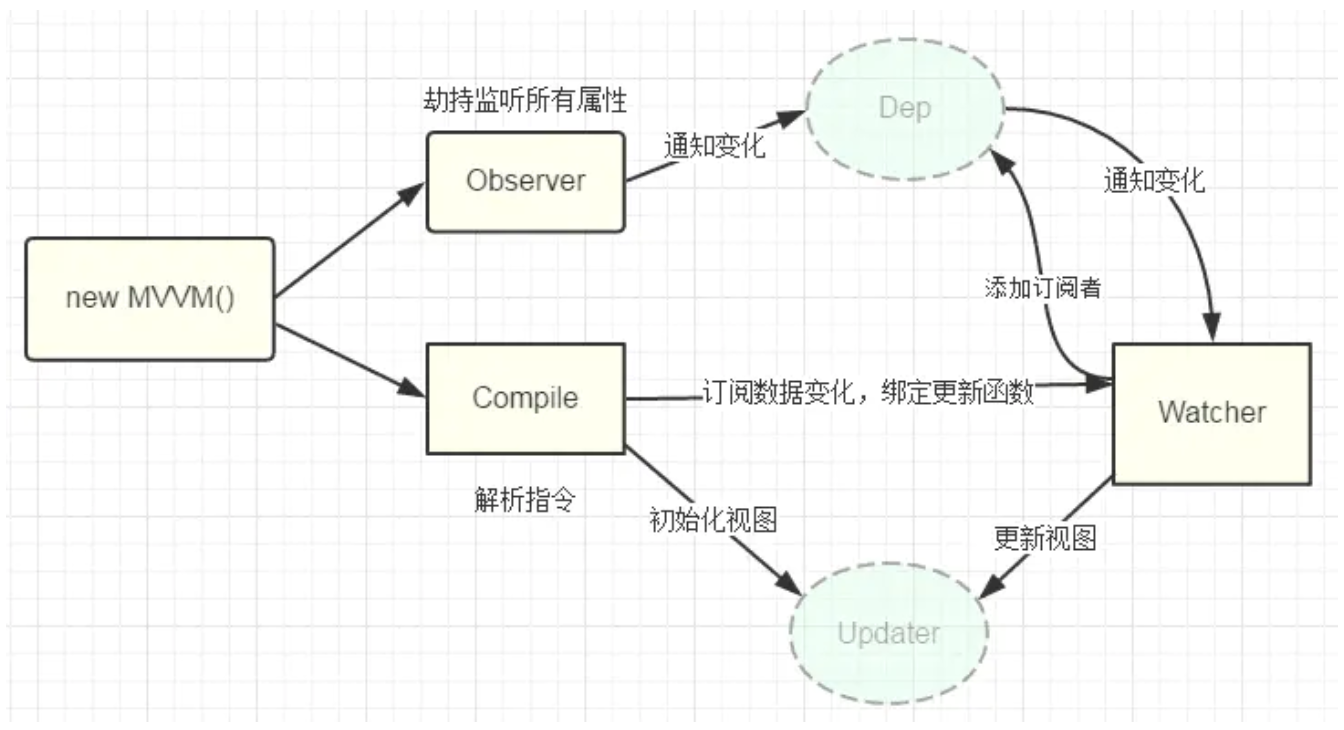 劫持监听所有属性
Dep
通知变化
Observer
通知变化
new MVVM()
添加订阅者
Compile
订阅数据变化，绑定更新函数
Watcher
解析指令
初始化视图
更新视图
Updater